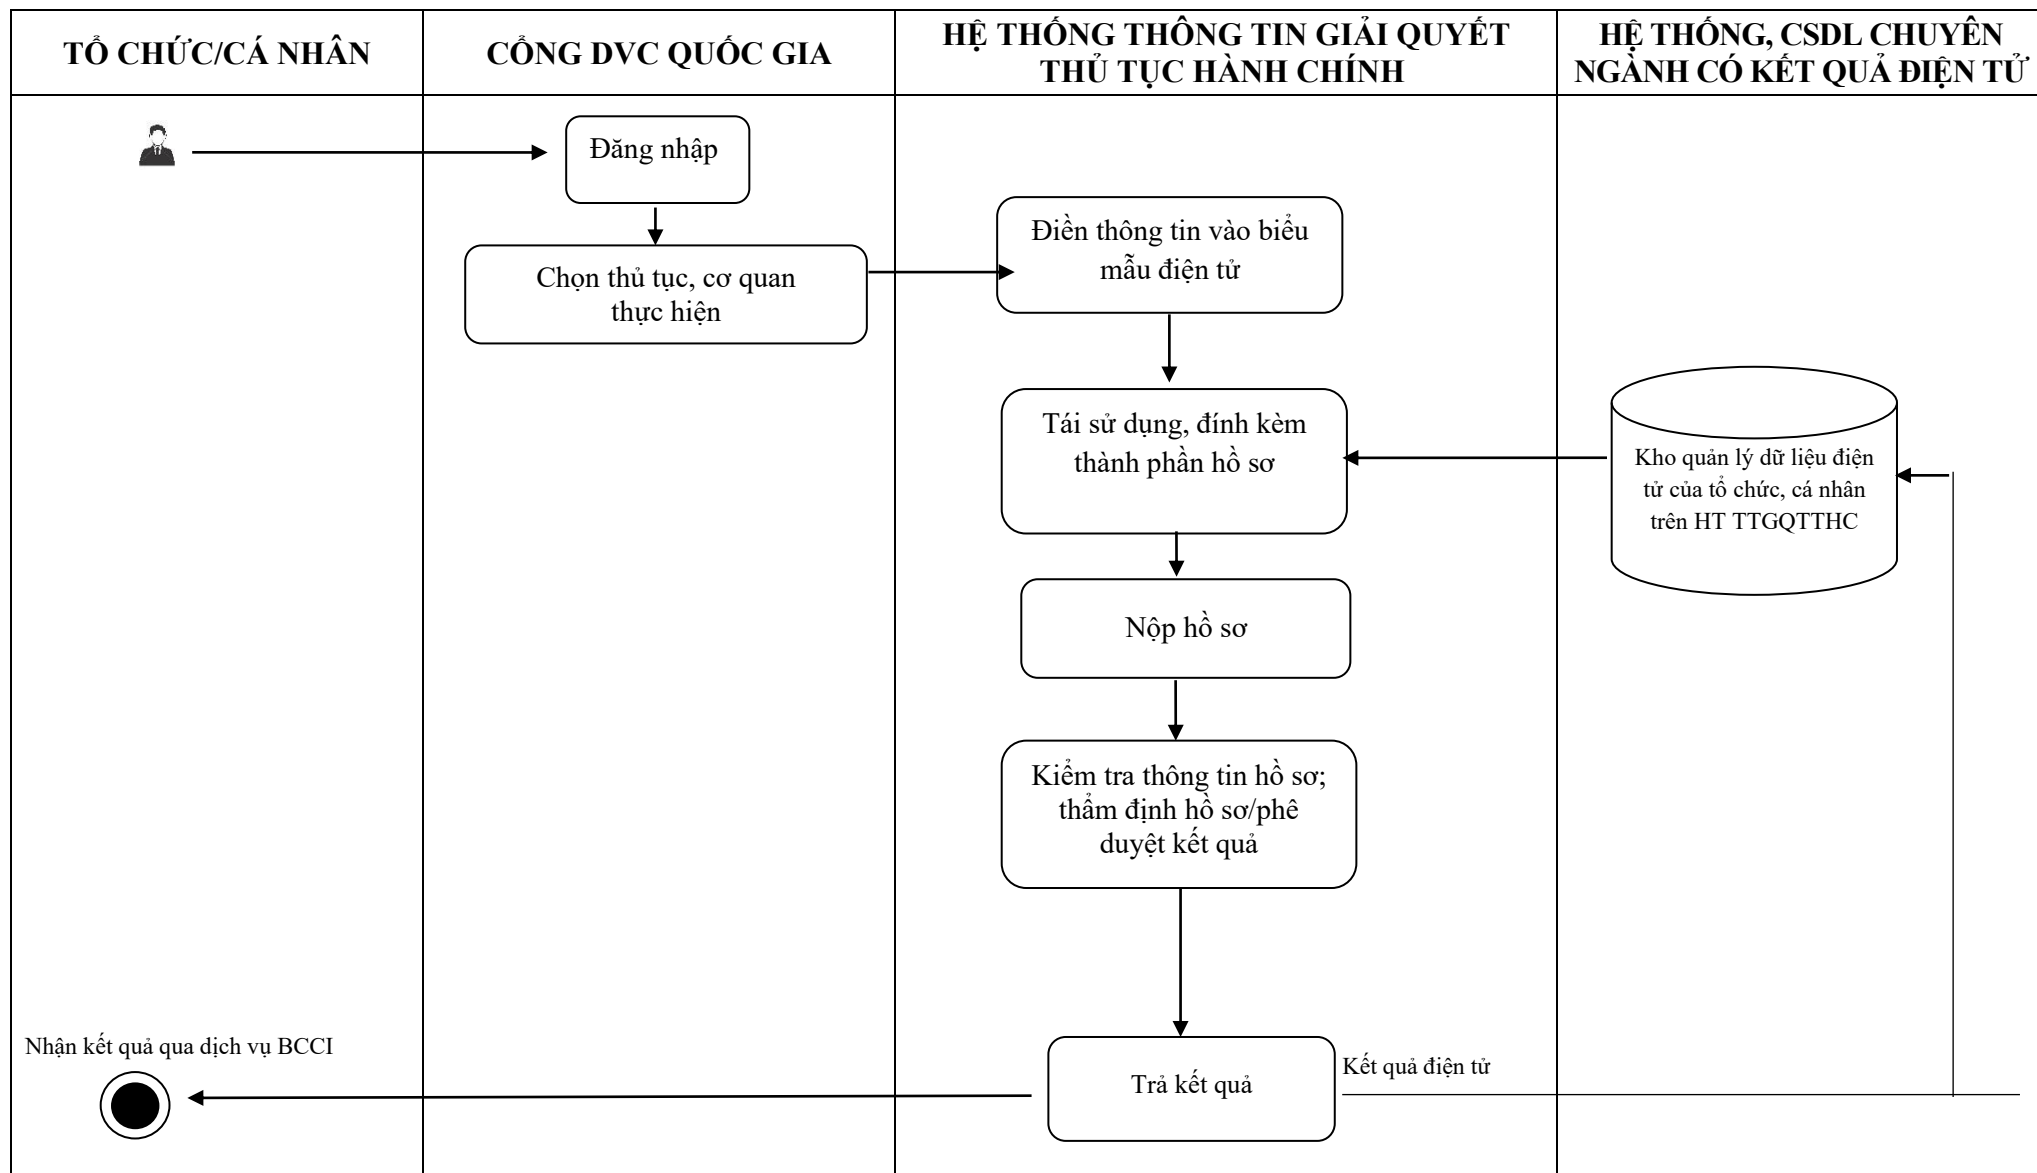 TỔ CHỨC/CÁ NHÂN
CỔNG DVC QUỐC GIA
HỆ THỐNG THÔNG TIN GIẢI QUYẾT
THỦ TỤC HÀNH CHÍNH
HỆ THỐNG, CSDL CHUYÊN
NGÀNH CÓ KẾT QUẢ ĐIỆN TỬ
Đăng nhập
Chọn thủ tục, cơ quan
thực hiện
Điền thông tin vào biểu
mẫu điện tử
Tái sử dụng, đính kèm
thành phần hồ sơ
Kho quản lý dữ liệu điện
tử của tổ chức, cá nhân
trên HT TTGQTTHC
Nộp hồ sơ
Kiểm tra thông tin hồ sơ;
thẩm định hồ sơ/phê
duyệt kết quả
Nhận kết quả qua dịch vụ BCCI
Trả kết quả
Kết quả điện tử